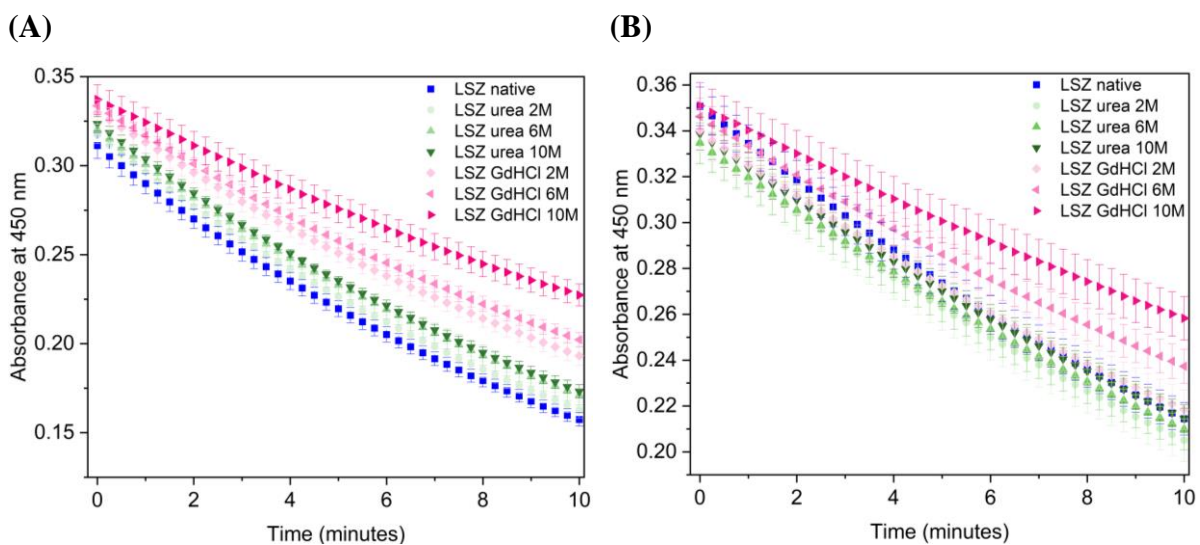 (A)
0.35
0.30
0.25
0.20
0.15
Absorbance at 450 nm
0 2 4 6 8 10
Time (minutes)
LSZ native
LSZ urea 2M
LSZ urea 6M
LSZ urea 10M
LSZ GdHCl 2M
LSZ GdHCl 6M
LSZ GdHCl 10M
(B)
0.36
0.34
0.32
0.30
0.28
0.26
0.24
0.22
0.20
Absorbance at 450 nm
0 2 4 6 8 10
Time (minutes)
LSZ native
LSZ urea 2M
LSZ urea 6M
LSZ urea 10M
LSZ GdHCl 2M
LSZ GdHCl 6M
LSZ GdHCl 10M